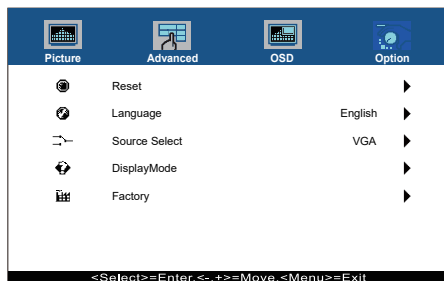 Picture Advanced OSD Option
Reset
Language English
Source Select VGA
DisplayMode
Factory
<Select>=Enter,<-,+>=Move,<Menu>=Exit